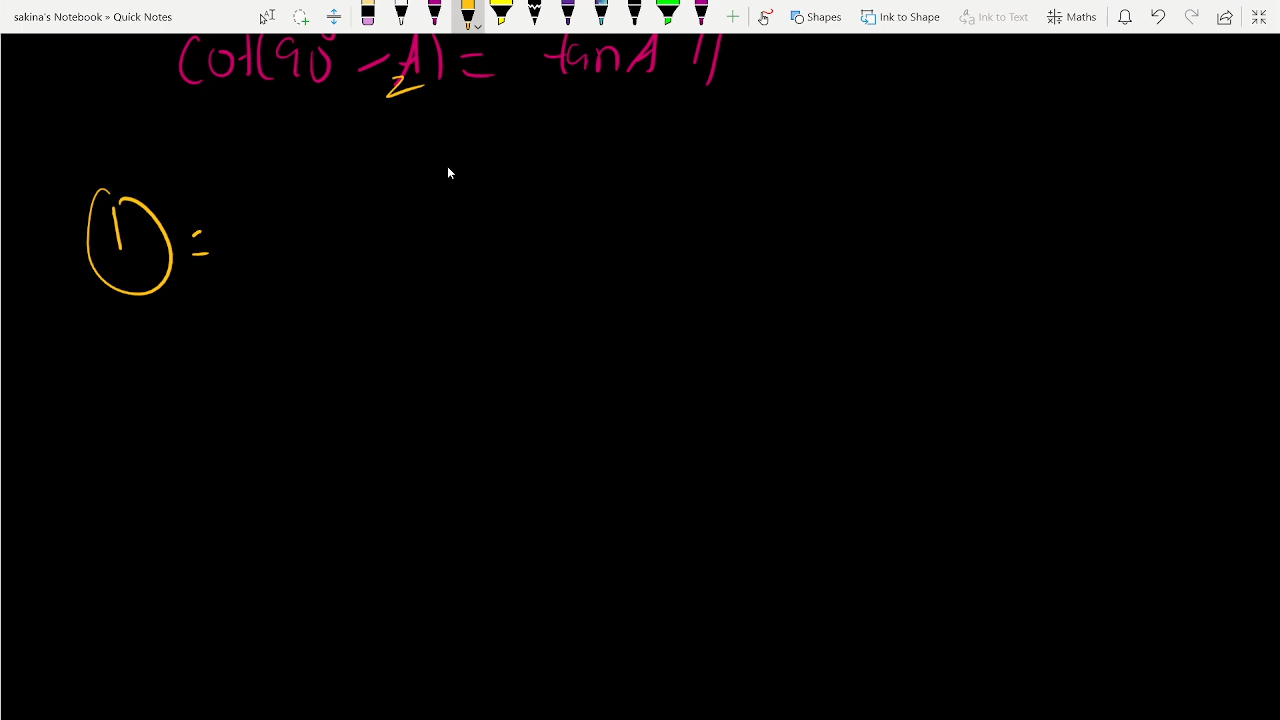 sakina's Notebook » Quick Notes
Shapes
Ink to Shape
Ink to Text
Maths
cot(90° - A) = tanA //
2
1 =